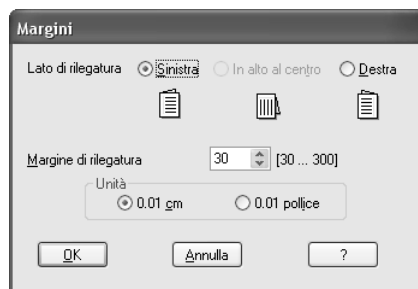 Margini
Lato di rilegatura Sinistra In alto al centro Destra
Margine di rilegatura 30 [30 ... 300]
Unità
0.01 cm 0.01 pollice
OK Annulla ?